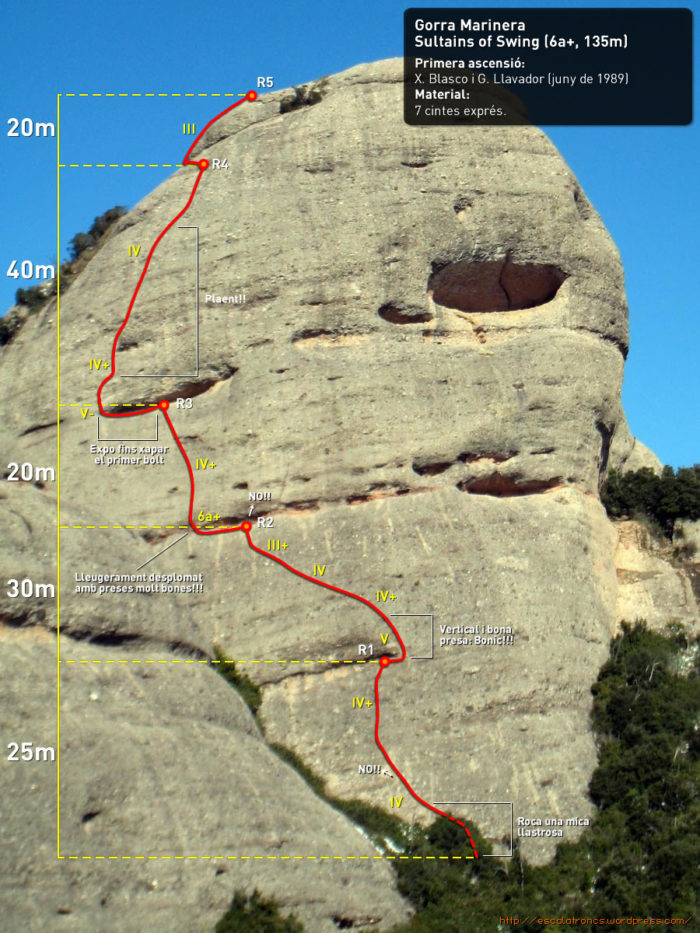 Gorra Marinera
Sultains of Swing (6a+, 135m)
Primera ascensió:
X. Blasco i G. Llavador (juny de 1989)
Material:
7 cintes exprés.
R5
20m
III
R4
IV
40m
Plaent!!
IV+
V-
R3
Expo fins xapar
el primer bolt
IV+
20m
NO!!
6a+
R2
III+
IV
Lleugerament desplomat
amb preses molt bones!!!
30m
IV+
Vertical i bona
presa: Bonic!!!
V
R1
IV+
25m
NO!!
IV
Roca una mica
llastrosa
http://escalatroncs.wordpress.com/